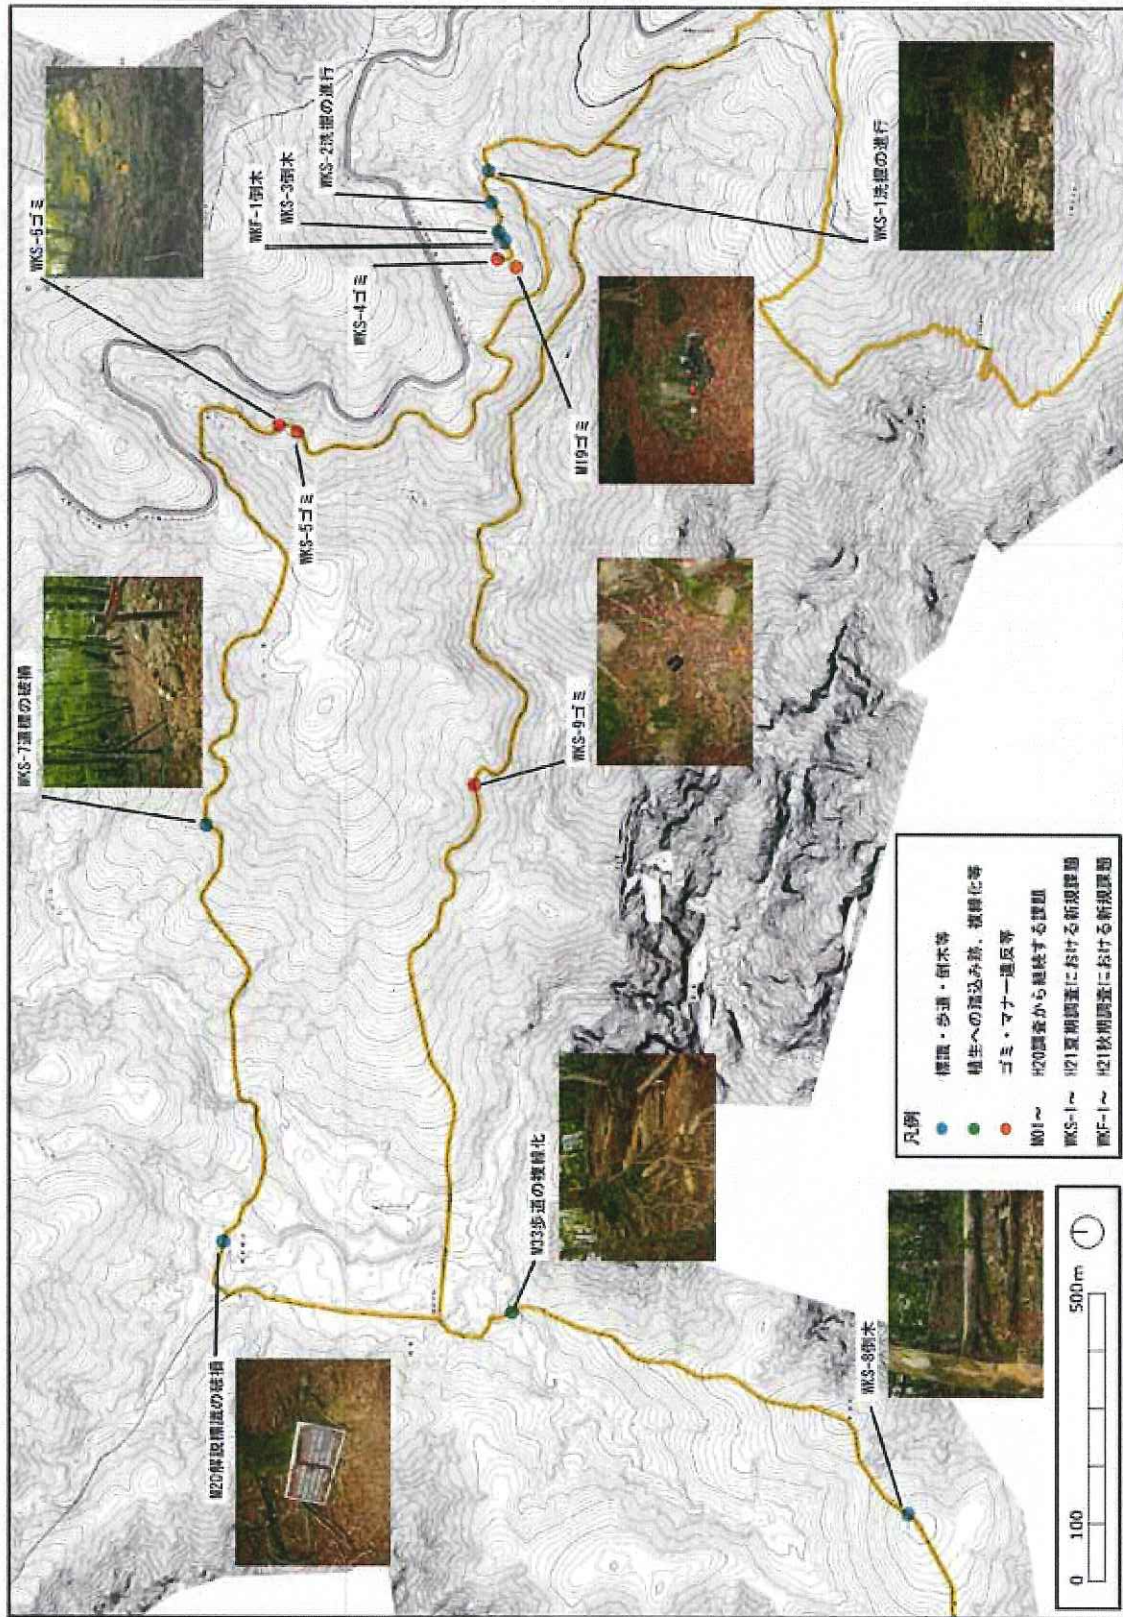 M20解説標識の破損
WKS-7道標の破損
WKS-6ゴミ
WKS-5ゴミ
WKS-4ゴミ
WKF-1倒木
WKS-3倒木
WKS-2洗掘の進行
M19ゴミ
WKS-1洗掘の進行
WKS-9ゴミ
M33歩道の複線化
WKS-8倒木
凡例
標識・歩道・倒木等
植生への踏込み跡、複線化等
ゴミ・マナー違反等
M01～ H20調査から継続する課題
WKS-1～ H21夏期調査における新規課題
WKF-1～ H21秋期調査における新規課題
0 100 500m